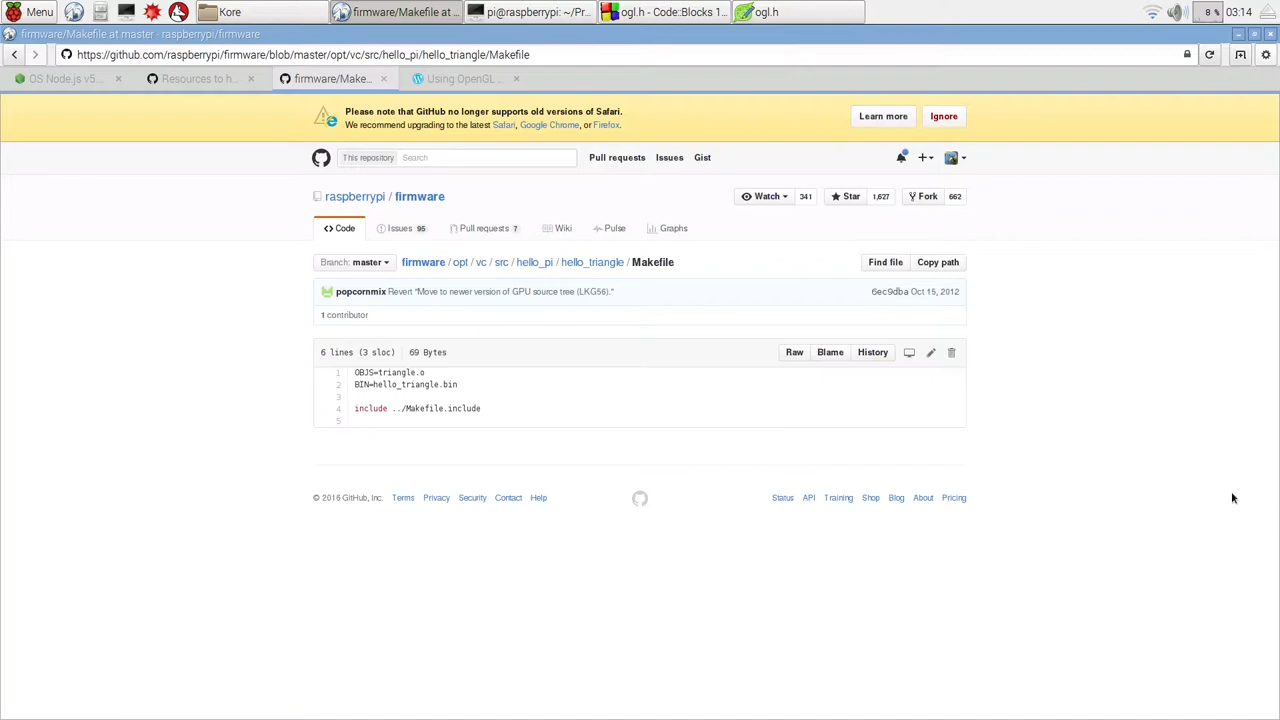 Menu
Kore
firmware/Makefile at ...
pi@raspberrypi: ~/Pr...
ogl.h - Code::Blocks 1...
ogl.h
8 %
03:14
firmware/Makefile at master - raspberrypi/firmware
https://github.com/raspberrypi/firmware/blob/master/opt/vc/src/hello_pi/hello_triangle/Makefile
OS Node.js v5...
Resources to h...
firmware/Make...
Using OpenGL ...
Please note that GitHub no longer supports old versions of Safari.
We recommend upgrading to the latest Safari, Google Chrome, or Firefox.
Learn more
Ignore
This repository
Search
Pull requests
Issues
Gist
raspberrypi / firmware
Watch 341
Star 1,627
Fork 662
Code
Issues 95
Pull requests 7
Wiki
Pulse
Graphs
Branch: master
firmware / opt / vc / src / hello_pi / hello_triangle / Makefile
Find file
Copy path
popcornmix Revert "Move to newer version of GPU source tree (LKG56)."
6ec9dba Oct 15, 2012
1 contributor
6 lines (3 sloc)
69 Bytes
Raw
Blame
History
1 OBJS=triangle.o
2 BIN=hello_triangle.bin
3
4 include ../Makefile.include
5
© 2016 GitHub, Inc.
Terms
Privacy
Security
Contact
Help
Status
API
Training
Shop
Blog
About
Pricing